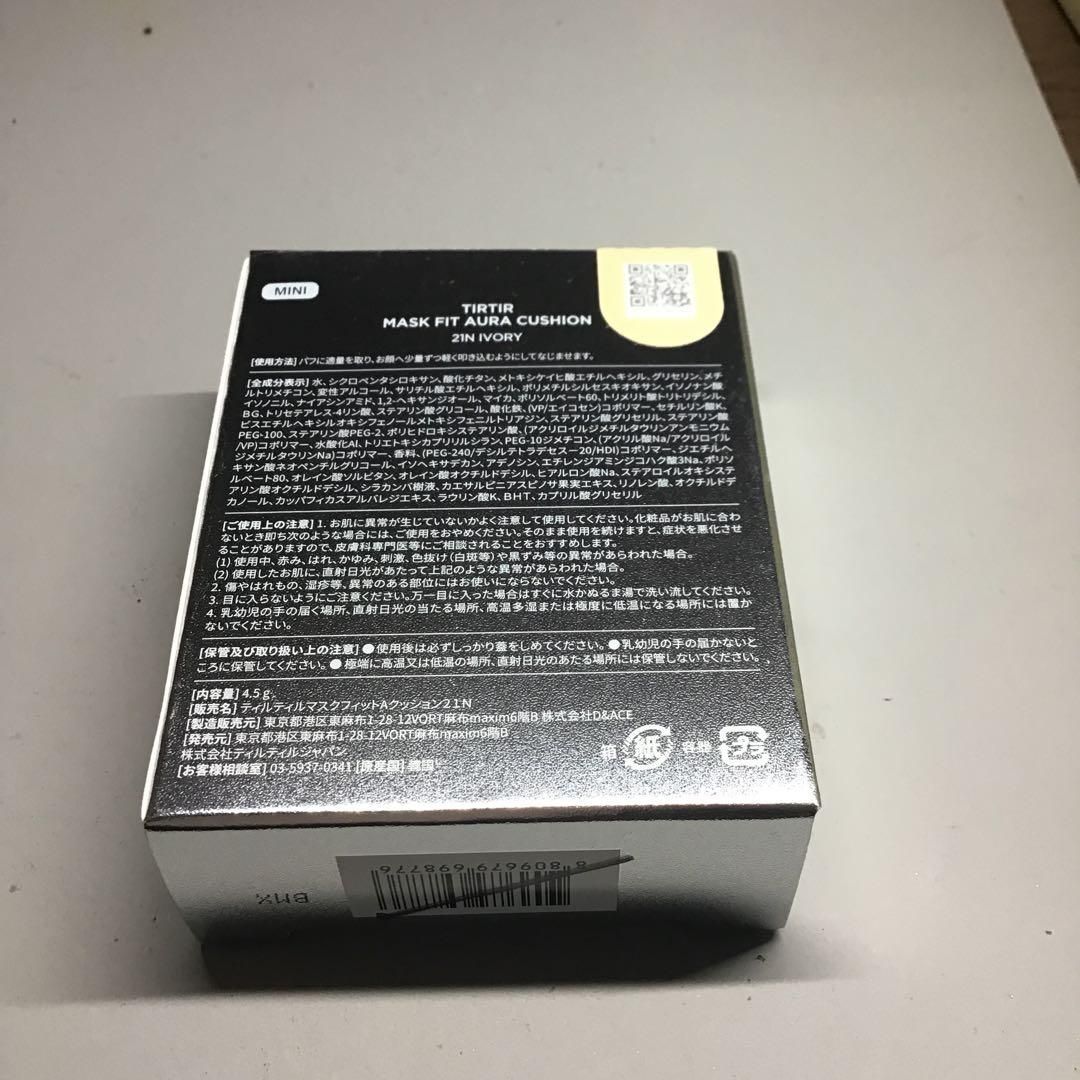 MINI
TIRTIR
MASK FIT AURA CUSHION
21N IVORY
[使用方法] パフに適量を取り、お顔へ少量ずつ軽く叩き込むようにしてなじませます。
[全成分表示] 水、シクロペンタシロキサン、酸化チタン、メトキシケイヒ酸エチルヘキシル、グリセリン、メチ
ルトリメチコン、変性アルコール、サリチル酸エチルヘキシル、ポリメチルシルセスキオキサン、イソノナン酸
イソノニル、ナイアシンアミド、1,2-ヘキサンジオール、マイカ、ポリソルベート60、トリメリト酸トリトリデシル、
BG、トリセテアレス-4リン酸、ステアリン酸グリコール、酸化鉄、(VP/エイコセン)コポリマー、セチルリン酸K、
ビスエチルヘキシルオキシフェノールメトキシフェニルトリアジン、ステアリン酸グリセリル、ステアリン酸
PEG-100、ステアリン酸PEG-2、ポリヒドロキシステアリン酸、(アクリロイルジメチルタウリンアンモニウム
/VP)コポリマー、水酸化Al、トリエトキシカプリリルシラン、PEG-10ジメチコン、(アクリル酸Na/アクリロイル
ジメチルタウリンNa)コポリマー、香料、(PEG-240/デシルテトラデセス-20/HDI)コポリマー、ジエチルヘ
キサン酸ネオペンチルグリコール、イソヘキサデカン、アデノシン、エチレンジアミンジコハク酸3Na、ポリソ
ルベート80、オレイン酸ソルビタン、オレイン酸オクチルドデシル、ヒアルロン酸Na、ステアロイルオキシステ
アリン酸オクチルドデシル、シラカンバ樹液、カエサルピニアスピノサ果実エキス、リノレン酸、オクチルドデ
カノール、カッパフィカスアルバレジエキス、ラウリン酸K、BHT、カプリル酸グリセリル
[ご使用上の注意] 1. お肌に異常が生じていないかよく注意して使用してください。化粧品がお肌に合わ
ないとき即ち次のような場合には、ご使用をおやめください。そのまま使用を続けますと、症状を悪化させ
ることがありますので、皮膚科専門医等にご相談されることをおすすめします。
(1) 使用中、赤み、はれ、かゆみ、刺激、色抜け(白斑等)や黒ずみ等の異常があらわれた場合。
(2) 使用したお肌に、直射日光があたって上記のような異常があらわれた場合。
2. 傷やはれもの、湿疹等、異常のある部位にはお使いにならないでください。
3. 目に入らないようにご注意ください。万一目に入った場合はすぐに水かぬるま湯で洗い流してください。
4. 乳幼児の手の届く場所、直射日光の当たる場所、高温多湿または極度に低温になる場所には置か
ないでください。
[保管及び取り扱い上の注意] ●使用後は必ずしっかり蓋をしめてください。●乳幼児の手の届かないと
ころに保管してください。●極端に高温又は低温の場所、直射日光のあたる場所には保管しないでください。
[内容量] 4.5 g
[販売名] ティルティルマスクフィットAクッション21N
[製造販売元] 東京都港区東麻布1-28-12VORT麻布maxim6階B 株式会社D&ACE
[発売元] 東京都港区東麻布1-28-12VORT麻布maxim6階B
株式会社ティルティルジャパン
[お客様相談室] 03-5937-0341 [原産国] 韓国
箱 紙 容器 プラ
8 809679 698776
BMX